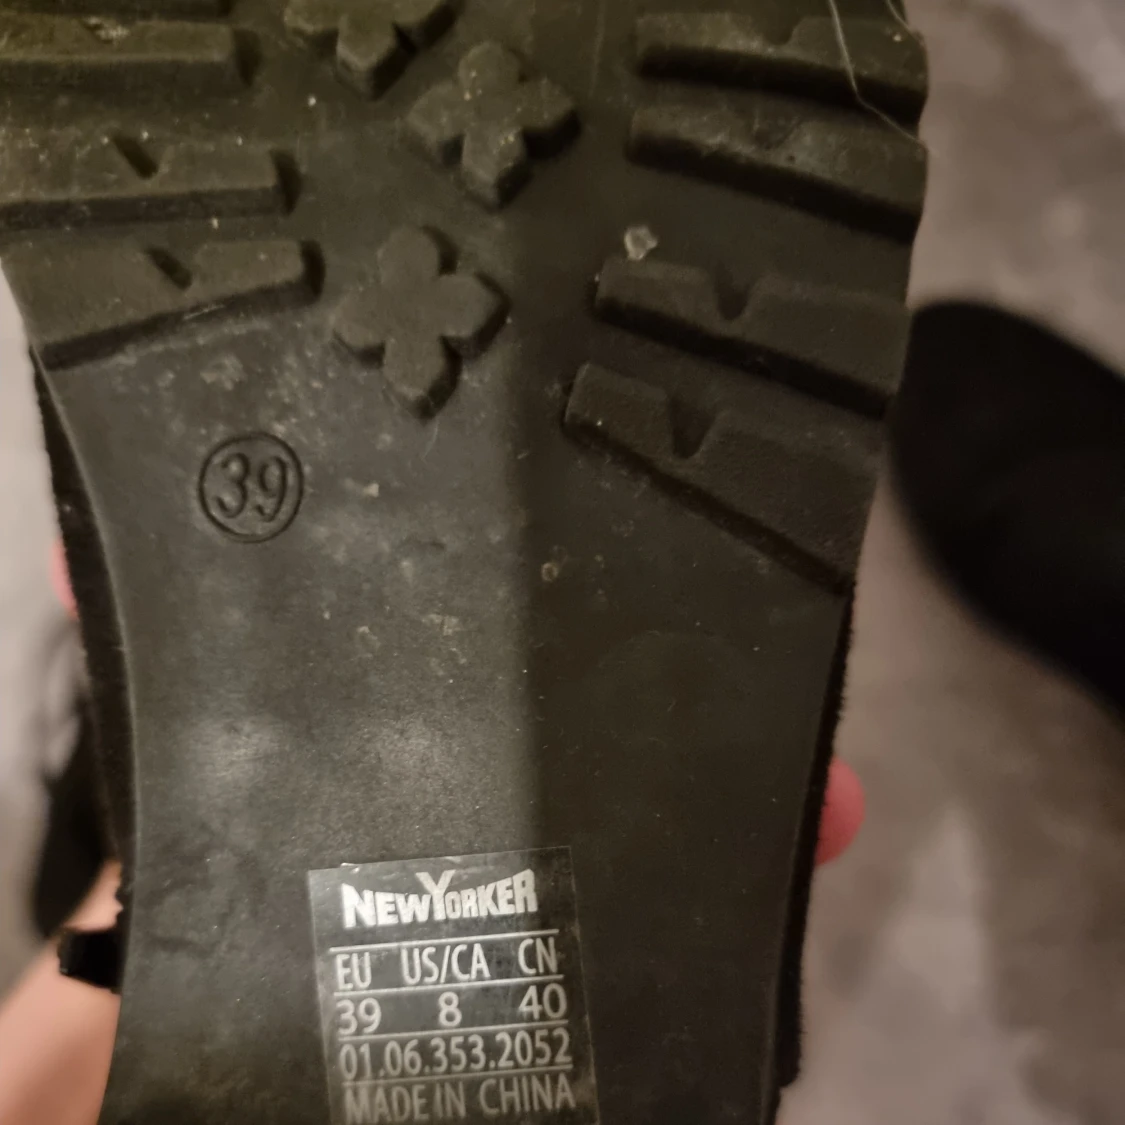 39
NEWYORKER
EU US/CA CN
39 8 40
01.06.353.2052
MADE IN CHINA